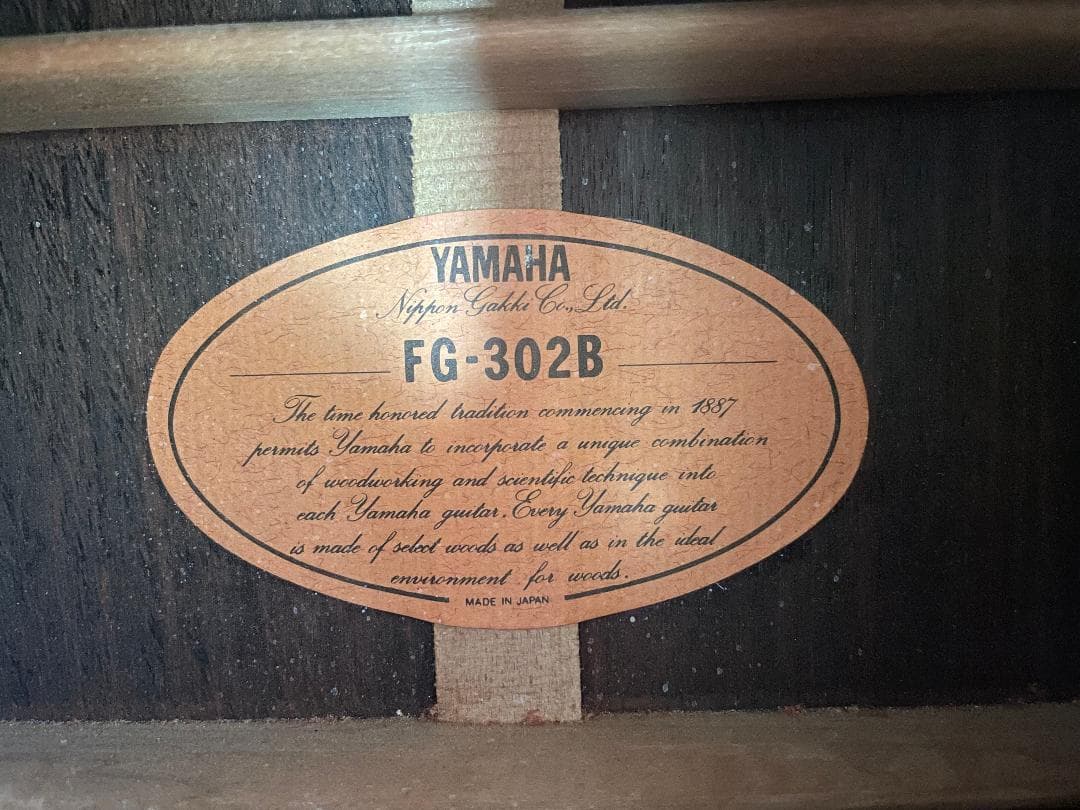 YAMAHA
Nippon Gakki Co., Ltd.
FG-302B
The time honored tradition commencing in 1887
permits Yamaha to incorporate a unique combination
of woodworking and scientific technique into
each Yamaha guitar. Every Yamaha guitar
is made of select woods as well as in the ideal
environment for woods.
MADE IN JAPAN